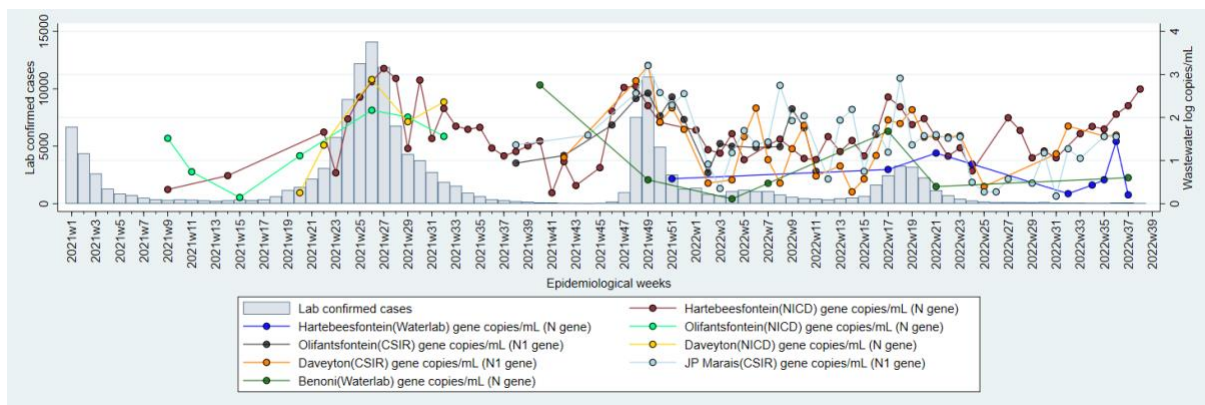 15000
10000
5000
0
Lab confirmed cases
4
3
2
1
0
Wastewater log copies/mL
2021w1
2021w3
2021w5
2021w7
2021w9
2021w11
2021w13
2021w15
2021w17
2021w19
2021w21
2021w23
2021w25
2021w27
2021w29
2021w31
2021w33
2021w35
2021w37
2021w39
2021w41
2021w43
2021w45
2021w47
2021w49
2021w51
2022w1
2022w3
2022w5
2022w7
2022w9
2022w11
2022w13
2022w15
2022w17
2022w19
2022w21
2022w23
2022w25
2022w27
2022w29
2022w31
2022w33
2022w35
2022w37
2022w39
Epidemiological weeks
Lab confirmed cases
Hartebeesfontein(NICD) gene copies/mL (N gene)
Hartebeesfontein(Waterlab) gene copies/mL (N gene)
Olifantsfontein(NICD) gene copies/mL (N gene)
Olifantsfontein(CSIR) gene copies/mL (N1 gene)
Daveyton(NICD) gene copies/mL (N gene)
Daveyton(CSIR) gene copies/mL (N1 gene)
JP Marais(CSIR) gene copies/mL (N1 gene)
Benoni(Waterlab) gene copies/mL (N gene)